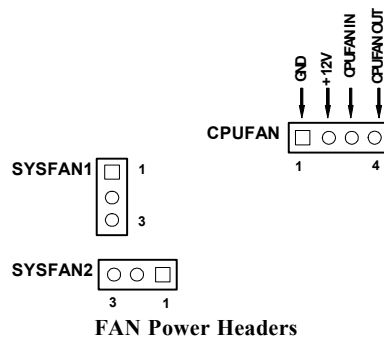 GND
+12V
CPUFAN IN
CPUFAN OUT
CPUFAN
1 4
SYSFAN1 1
3
SYSFAN2
3 1
FAN Power Headers